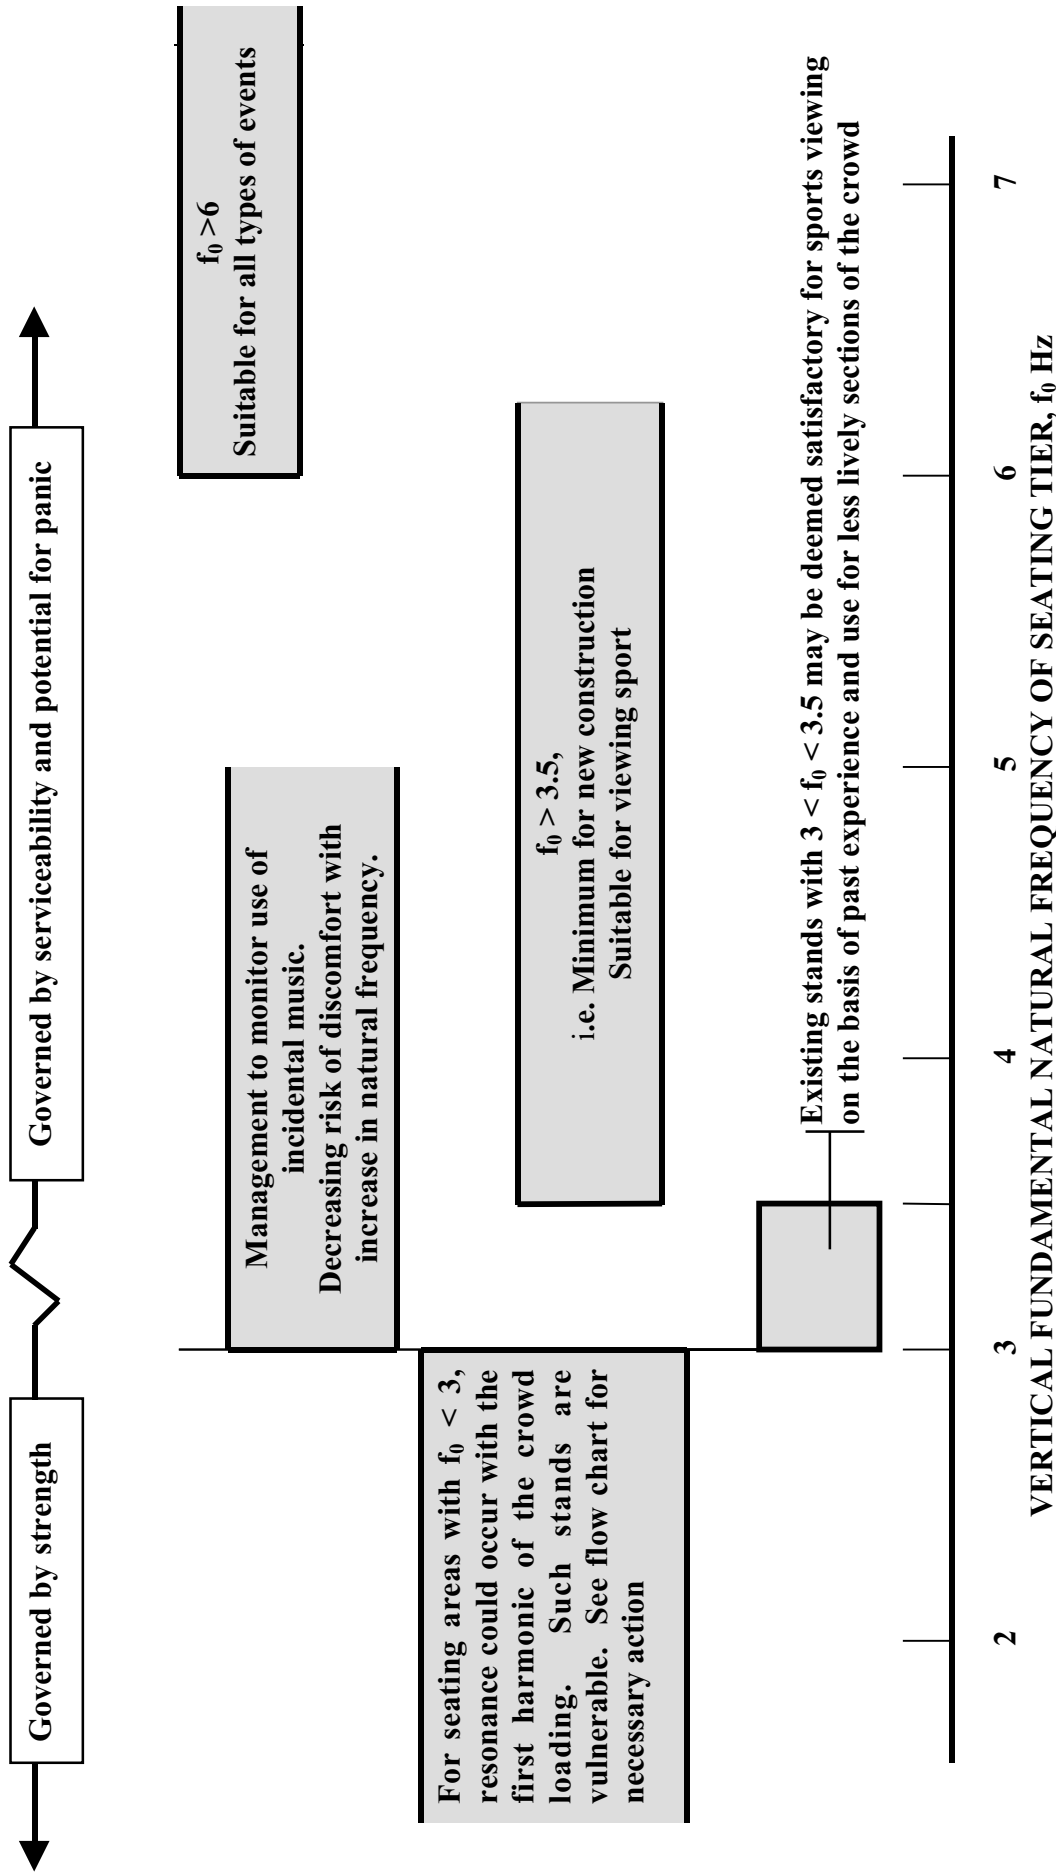 Governed by strength
Governed by serviceability and potential for panic
f₀ >6
Suitable for all types of events
Management to monitor use of
incidental music.
Decreasing risk of discomfort with
increase in natural frequency.
For seating areas with f₀ < 3,
resonance could occur with the
first harmonic of the crowd
loading. Such stands are
vulnerable. See flow chart for
necessary action
f₀ > 3.5,
i.e. Minimum for new construction
Suitable for viewing sport
Existing stands with 3 < f₀ < 3.5 may be deemed satisfactory for sports viewing
on the basis of past experience and use for less lively sections of the crowd
2 3 4 5 6 7
VERTICAL FUNDAMENTAL NATURAL FREQUENCY OF SEATING TIER, f₀ Hz